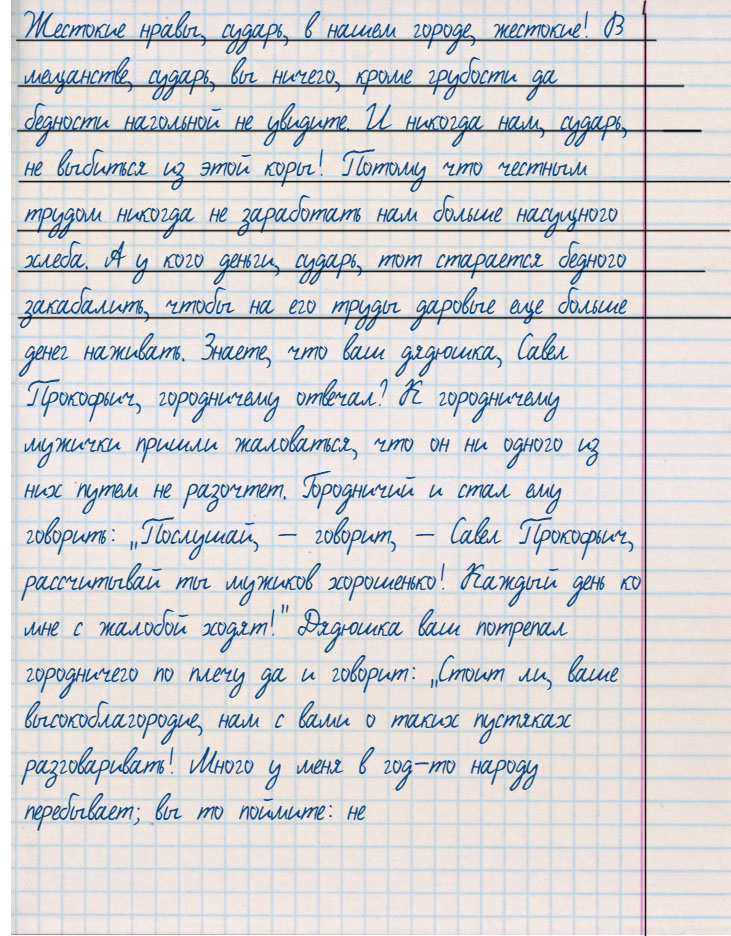 Жестокие нравы, сударь, в нашем городе, жестокие! В
мещанстве, сударь, вы ничего, кроме грубости да
бедности нагольной не увидите. И никогда нам, сударь,
не выбиться из этой коры! Потому что честным
трудом никогда не заработать нам больше насущного
хлеба. А у кого деньги, сударь, тот старается бедного
закабалить, чтобы на его труды даровые еще больше
денег наживать. Знаете, что ваш дядюшка, Савел
Прокофьич, городничему отвечал? К городничему
мужички пришли жаловаться, что он ни одного из
них путем не разочтет. Городничий и стал ему
говорить: „Послушай, — говорит, — Савел Прокофьич,
рассчитывай ты мужиков хорошенько! Каждый день ко
мне с жалобой ходят!" Дядюшка ваш потрепал
городничего по плечу да и говорит: „Стоит ли, ваше
высокоблагородие, нам с вами о таких пустяках
разговаривать! Много у меня в год-то народу
перебывает; вы то поймите: не